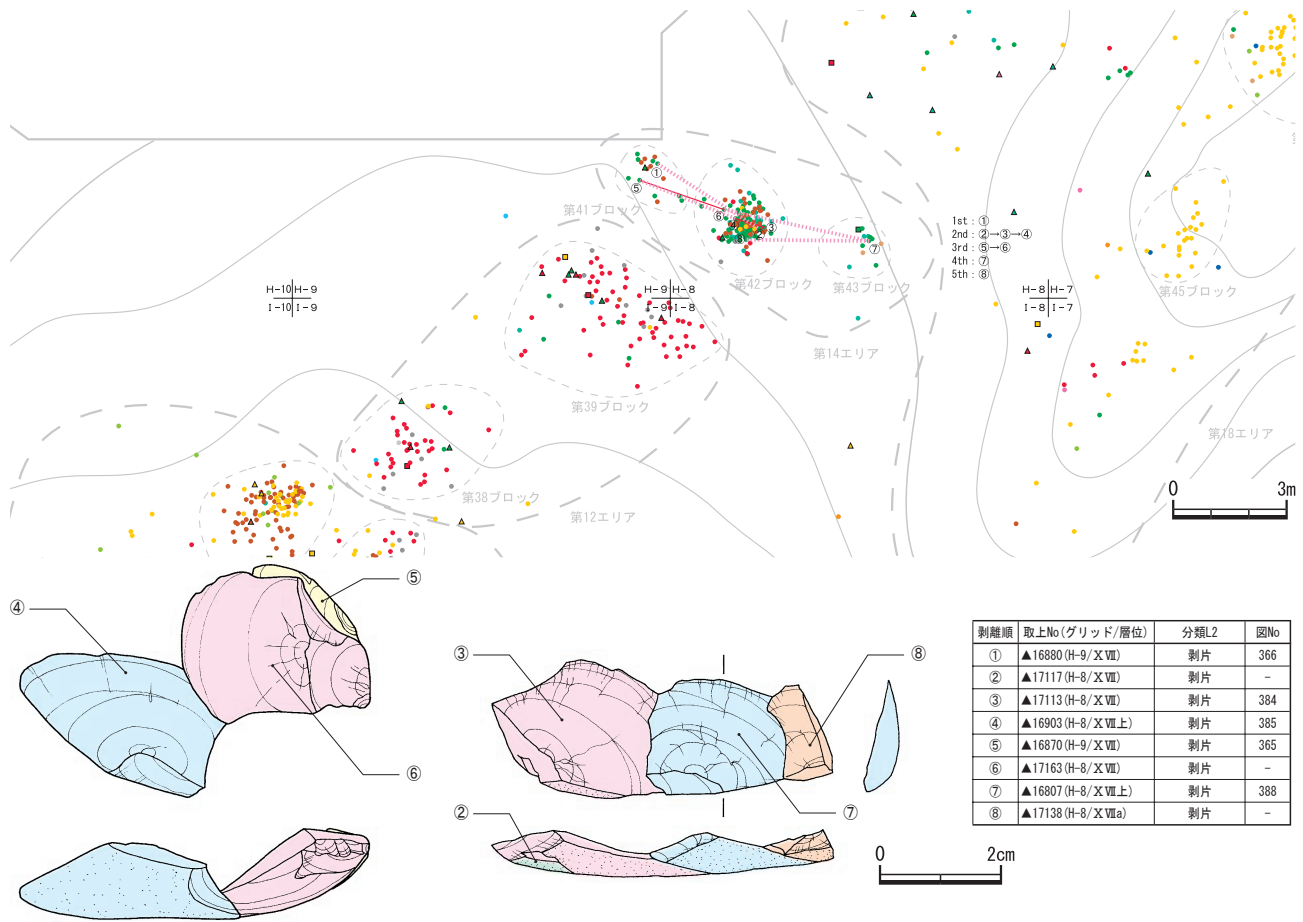 ①
⑤
⑥
③
④
②
⑧
⑦
第41ブロック
第42ブロック
第43ブロック
1st：①
2nd：②→③→④
3rd：⑤→⑥
4th：⑦
5th：⑧
H-10 H-9
I-10 I-9
H-9 H-8
I-9 I-8
H-8 H-7
I-8 I-7
第45ブロック
第14エリア
第39ブロック
第18エリア
第38ブロック
第12エリア
0 3m
④
⑤
⑥
③
⑧
②
⑦
0 2cm
剥離順 取上No(グリッド/層位) 分類L2 図No
① ▲16880(H-9/ⅩⅦ) 剥片 366
② ▲17117(H-8/ⅩⅦ) 剥片 -
③ ▲17113(H-8/ⅩⅦ) 剥片 384
④ ▲16903(H-8/ⅩⅦ上) 剥片 385
⑤ ▲16870(H-9/ⅩⅦ) 剥片 365
⑥ ▲17163(H-8/ⅩⅦ) 剥片 -
⑦ ▲16807(H-8/ⅩⅦ上) 剥片 388
⑧ ▲17138(H-8/ⅩⅦa) 剥片 -